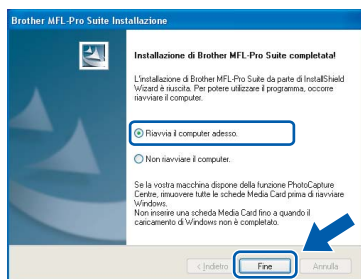 Brother MFL-Pro Suite Installazione
Installazione di Brother MFL-Pro Suite completata!
L'installazione di Brother MFL-Pro Suite da parte di InstallShield
Wizard è riuscita. Per potere utilizzare il programma, occorre
riavviare il computer.
Riavvia il computer adesso.
Non riavviare il computer.
Se la vostra macchina dispone della funzione PhotoCapture
Centre, rimuovere tutte le schede Media Card prima di riavviare
Windows.
Non inserire una scheda Media Card fino a quando il
caricamento di Windows non è completato.
< Indietro
Fine
Annulla